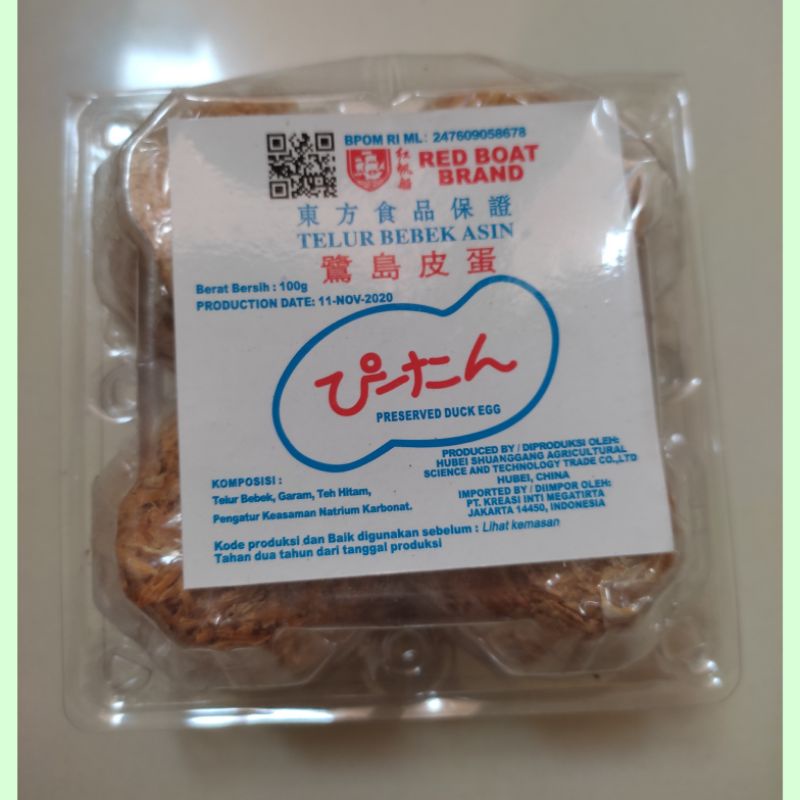 BPOM RI ML: 247609058678
紅帆船
RED BOAT
BRAND
東方食品保證
TELUR BEBEK ASIN
鷺島皮蛋
Berat Bersih : 100g
PRODUCTION DATE: 11-NOV-2020
ぴーたん
PRESERVED DUCK EGG
PRODUCED BY / DIPRODUKSI OLEH:
HUBEI SHUANGGANG AGRICULTURAL
SCIENCE AND TECHNOLOGY TRADE CO.,LTD
HUBEI, CHINA
IMPORTED BY / DIIMPOR OLEH:
PT. KREASI INTI MEGATIRTA
JAKARTA 14450, INDONESIA
KOMPOSISI :
Telur Bebek, Garam, Teh Hitam,
Pengatur Keasaman Natrium Karbonat.
Kode produksi dan Baik digunakan sebelum : Lihat kemasan
Tahan dua tahun dari tanggal produksi